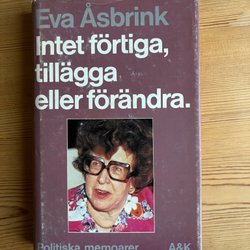 Eva Åsbrink
Intet förtiga,
tillägga
eller förändra.
Politiska memoarer A&K